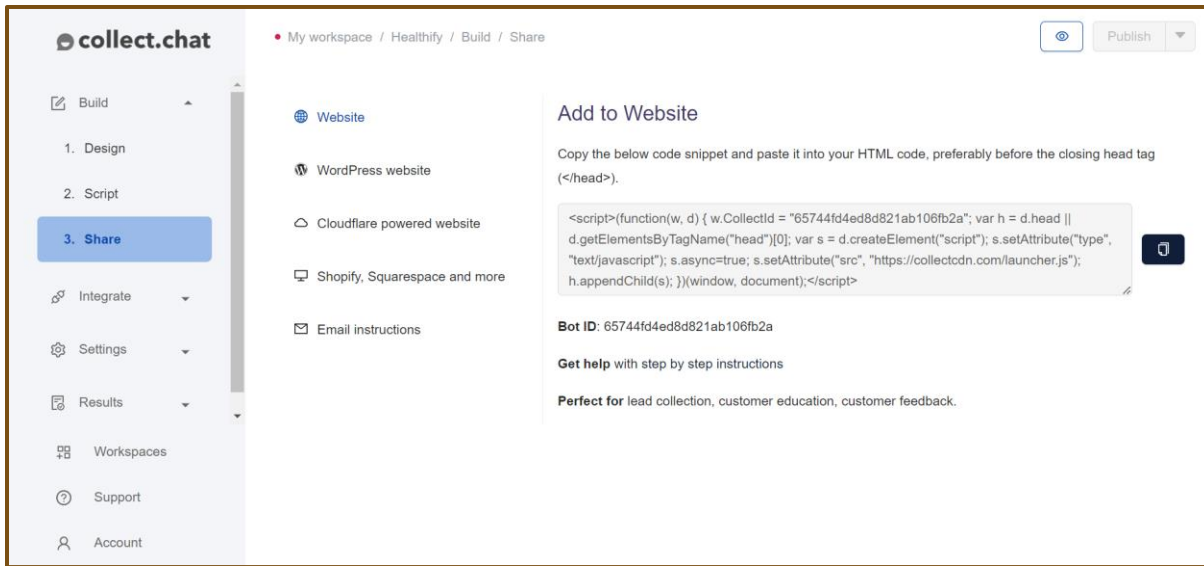 collect.chat
My workspace / Healthify / Build / Share
Publish
Build
1. Design
2. Script
3. Share
Integrate
Settings
Results
Workspaces
Support
Account
Website
WordPress website
Cloudflare powered website
Shopify, Squarespace and more
Email instructions
Add to Website
Copy the below code snippet and paste it into your HTML code, preferably before the closing head tag
(</head>).
<script>(function(w, d) { w.CollectId = "65744fd4ed8d821ab106fb2a"; var h = d.head ||
d.getElementsByTagName("head")[0]; var s = d.createElement("script"); s.setAttribute("type",
"text/javascript"); s.async=true; s.setAttribute("src", "https://collectcdn.com/launcher.js");
h.appendChild(s); })(window, document);</script>
Bot ID: 65744fd4ed8d821ab106fb2a
Get help with step by step instructions
Perfect for lead collection, customer education, customer feedback.